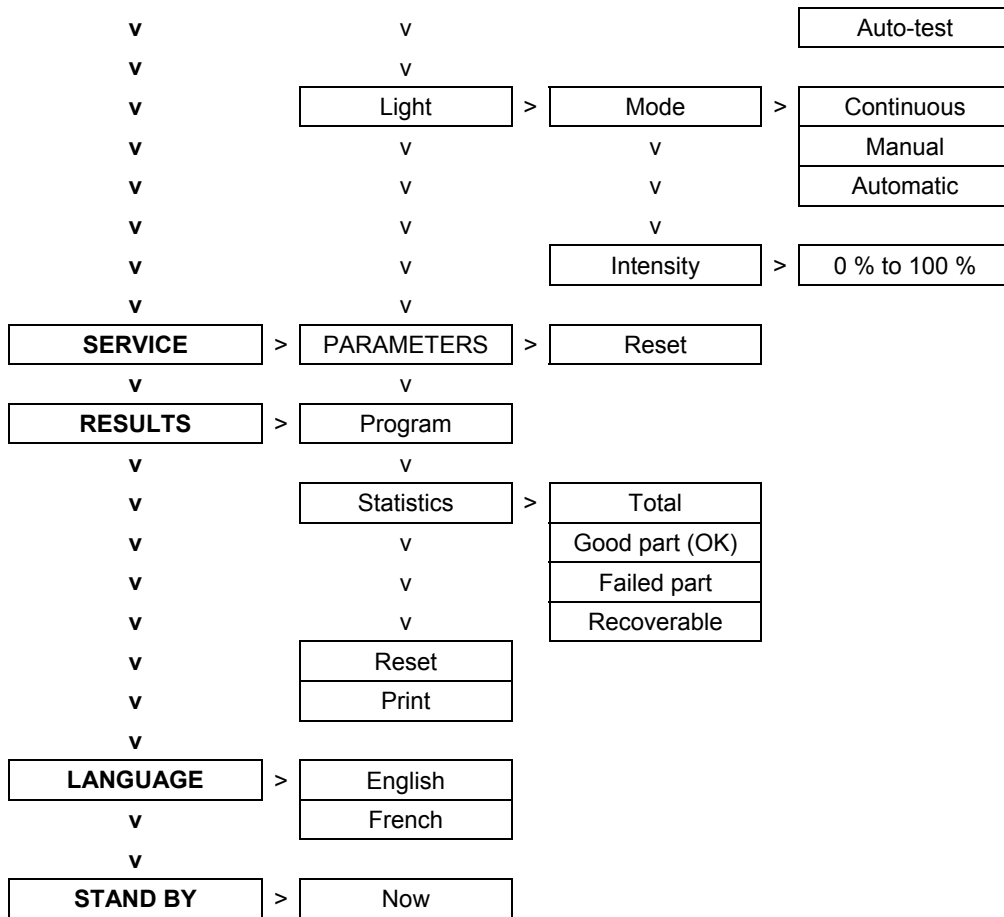 v v Auto-test
v v
v Light > Mode > Continuous
v v v Manual
v v v Automatic
v v v
v v Intensity > 0 % to 100 %
v v
SERVICE > PARAMETERS > Reset
v v
RESULTS > Program
v v
v Statistics > Total
v v Good part (OK)
v v Failed part
v v Recoverable
v Reset
v Print
v
LANGUAGE > English
v French
v
STAND BY > Now